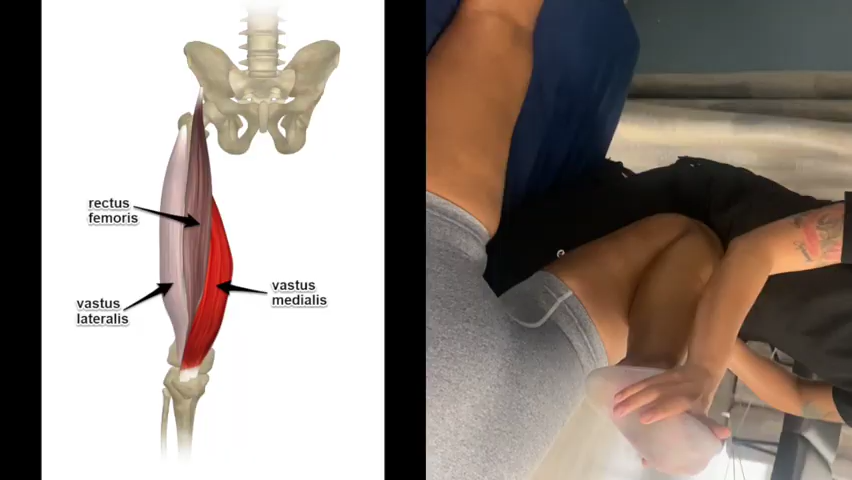 rectus
femoris
vastus
lateralis
vastus
medialis